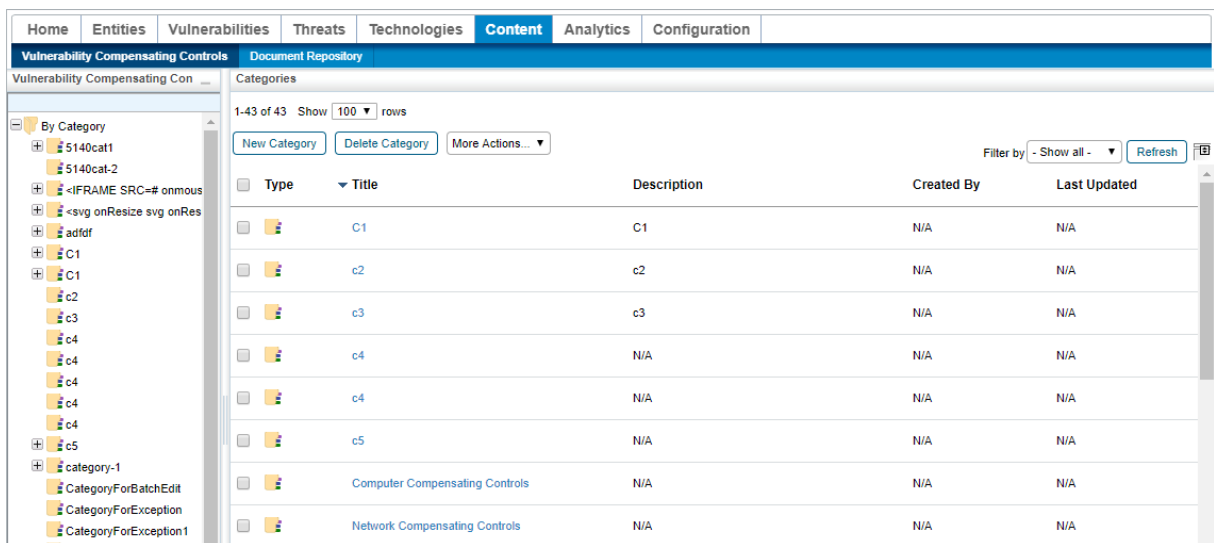 Home Entities Vulnerabilities Threats Technologies Content Analytics Configuration
Vulnerability Compensating Controls Document Repository
Vulnerability Compensating Con
By Category
5140cat1
5140cat-2
<IFRAME SRC=# onmous
<svg onResize svg onRes
adfdf
C1
C1
c2
c3
c4
c4
c4
c4
c4
c5
category-1
CategoryForBatchEdit
CategoryForException
CategoryForException1
Categories
1-43 of 43 Show 100 rows
New Category Delete Category More Actions...
Filter by - Show all - Refresh
Type Title Description Created By Last Updated
C1 C1 N/A N/A
c2 c2 N/A N/A
c3 c3 N/A N/A
c4 N/A N/A N/A
c4 N/A N/A N/A
c5 N/A N/A N/A
Computer Compensating Controls N/A N/A N/A
Network Compensating Controls N/A N/A N/A